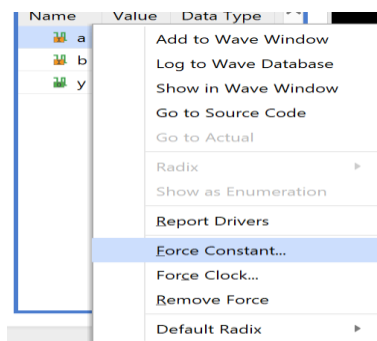 Name Value Data Type
a
b
y
Add to Wave Window
Log to Wave Database
Show in Wave Window
Go to Source Code
Go to Actual
Radix
Show as Enumeration
Report Drivers
Force Constant...
Force Clock...
Remove Force
Default Radix